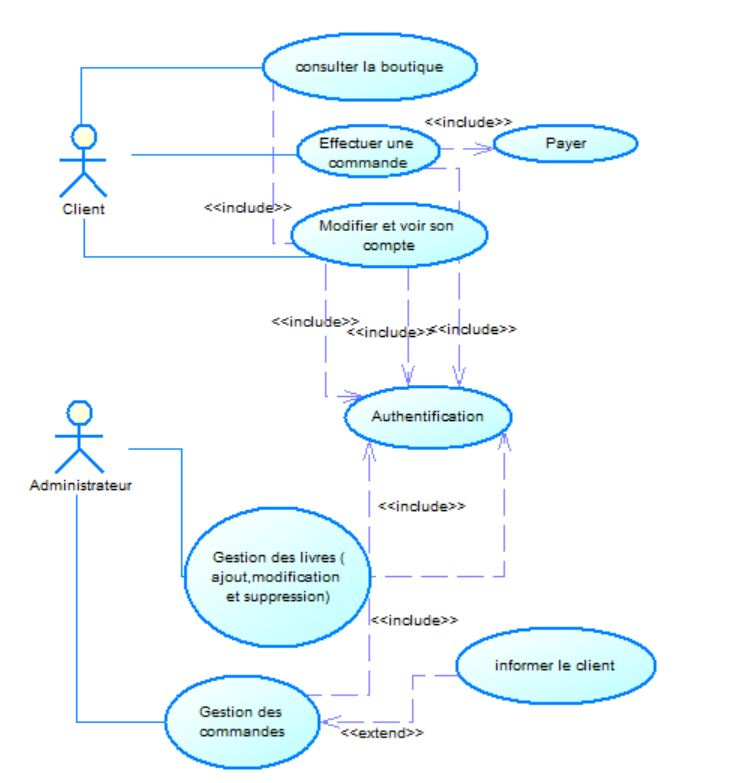 consulter la boutique
<<include>>
Effectuer une
commande
Payer
Client
<<include>>
Modifier et voir son
compte
<<include>>
<<include>>
<<include>>
Authentification
Administrateur
<<include>>
Gestion des livres (
ajout,modification
et suppression)
<<include>>
informer le client
Gestion des
commandes
<<extend>>